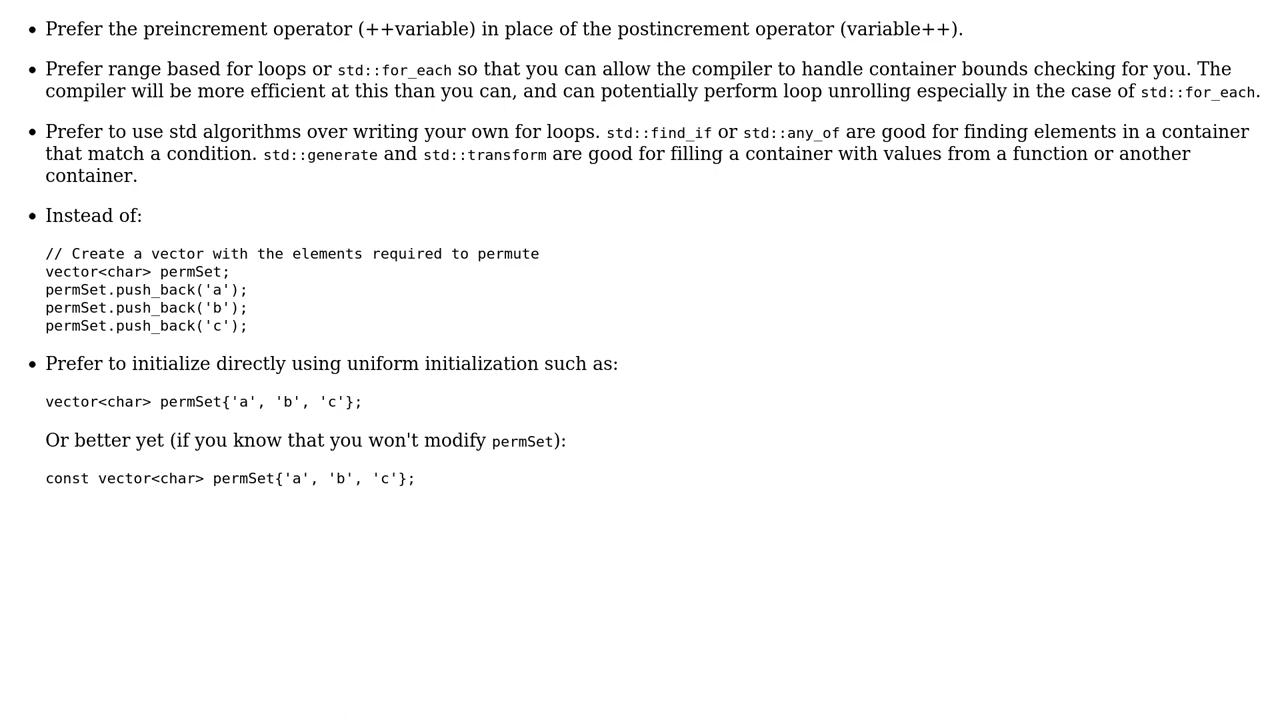 • Prefer the preincrement operator (++variable) in place of the postincrement operator (variable++).
• Prefer range based for loops or std::for_each so that you can allow the compiler to handle container bounds checking for you. The
compiler will be more efficient at this than you can, and can potentially perform loop unrolling especially in the case of std::for_each.
• Prefer to use std algorithms over writing your own for loops. std::find_if or std::any_of are good for finding elements in a container
that match a condition. std::generate and std::transform are good for filling a container with values from a function or another
container.
• Instead of:
// Create a vector with the elements required to permute
vector<char> permSet;
permSet.push_back('a');
permSet.push_back('b');
permSet.push_back('c');
• Prefer to initialize directly using uniform initialization such as:
vector<char> permSet{'a', 'b', 'c'};
Or better yet (if you know that you won't modify permSet):
const vector<char> permSet{'a', 'b', 'c'};